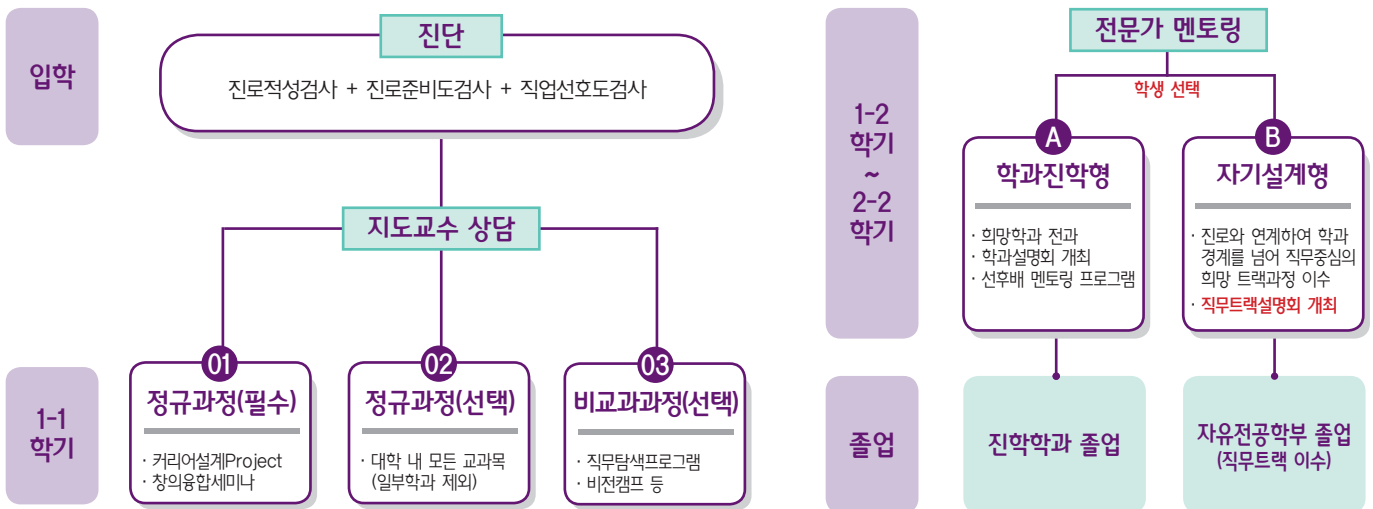 입학
진단
진로적성검사 + 진로준비도검사 + 직업선호도검사
지도교수 상담
1-1
학기
01
정규과정(필수)
· 커리어설계Project
· 창의융합세미나
02
정규과정(선택)
· 대학 내 모든 교과목
(일부학과 제외)
03
비교과과정(선택)
· 직무탐색프로그램
· 비전캠프 등
1-2
학기
~
2-2
학기
전문가 멘토링
학생 선택
A
학과진학형
· 희망학과 전과
· 학과설명회 개최
· 선후배 멘토링 프로그램
B
자기설계형
· 진로와 연계하여 학과
경계를 넘어 직무중심의
희망 트랙과정 이수
· 직무트랙설명회 개최
졸업
진학학과 졸업
자유전공학부 졸업
(직무트랙 이수)